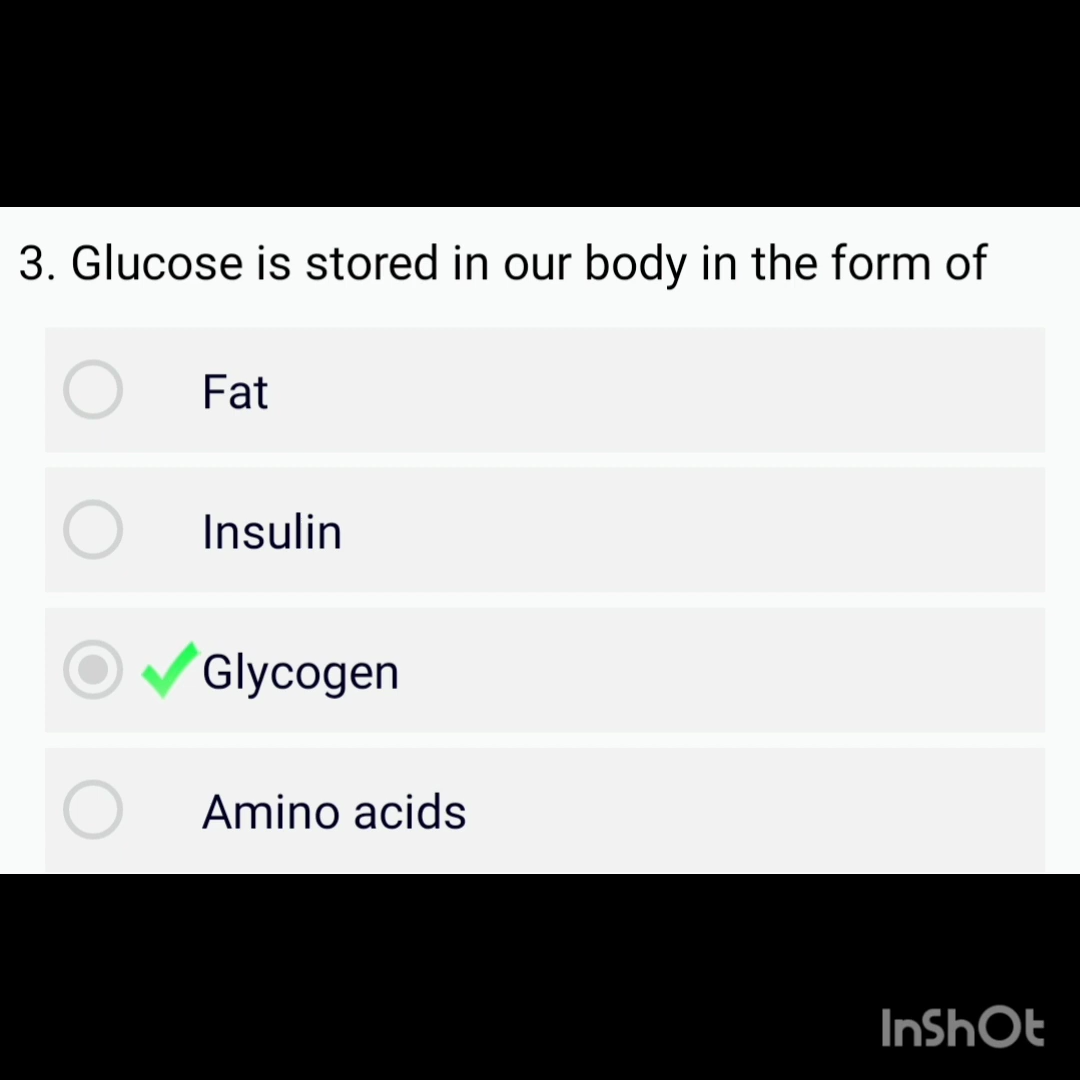 3. Glucose is stored in our body in the form of
Fat
Insulin
Glycogen
Amino acids
InShOt